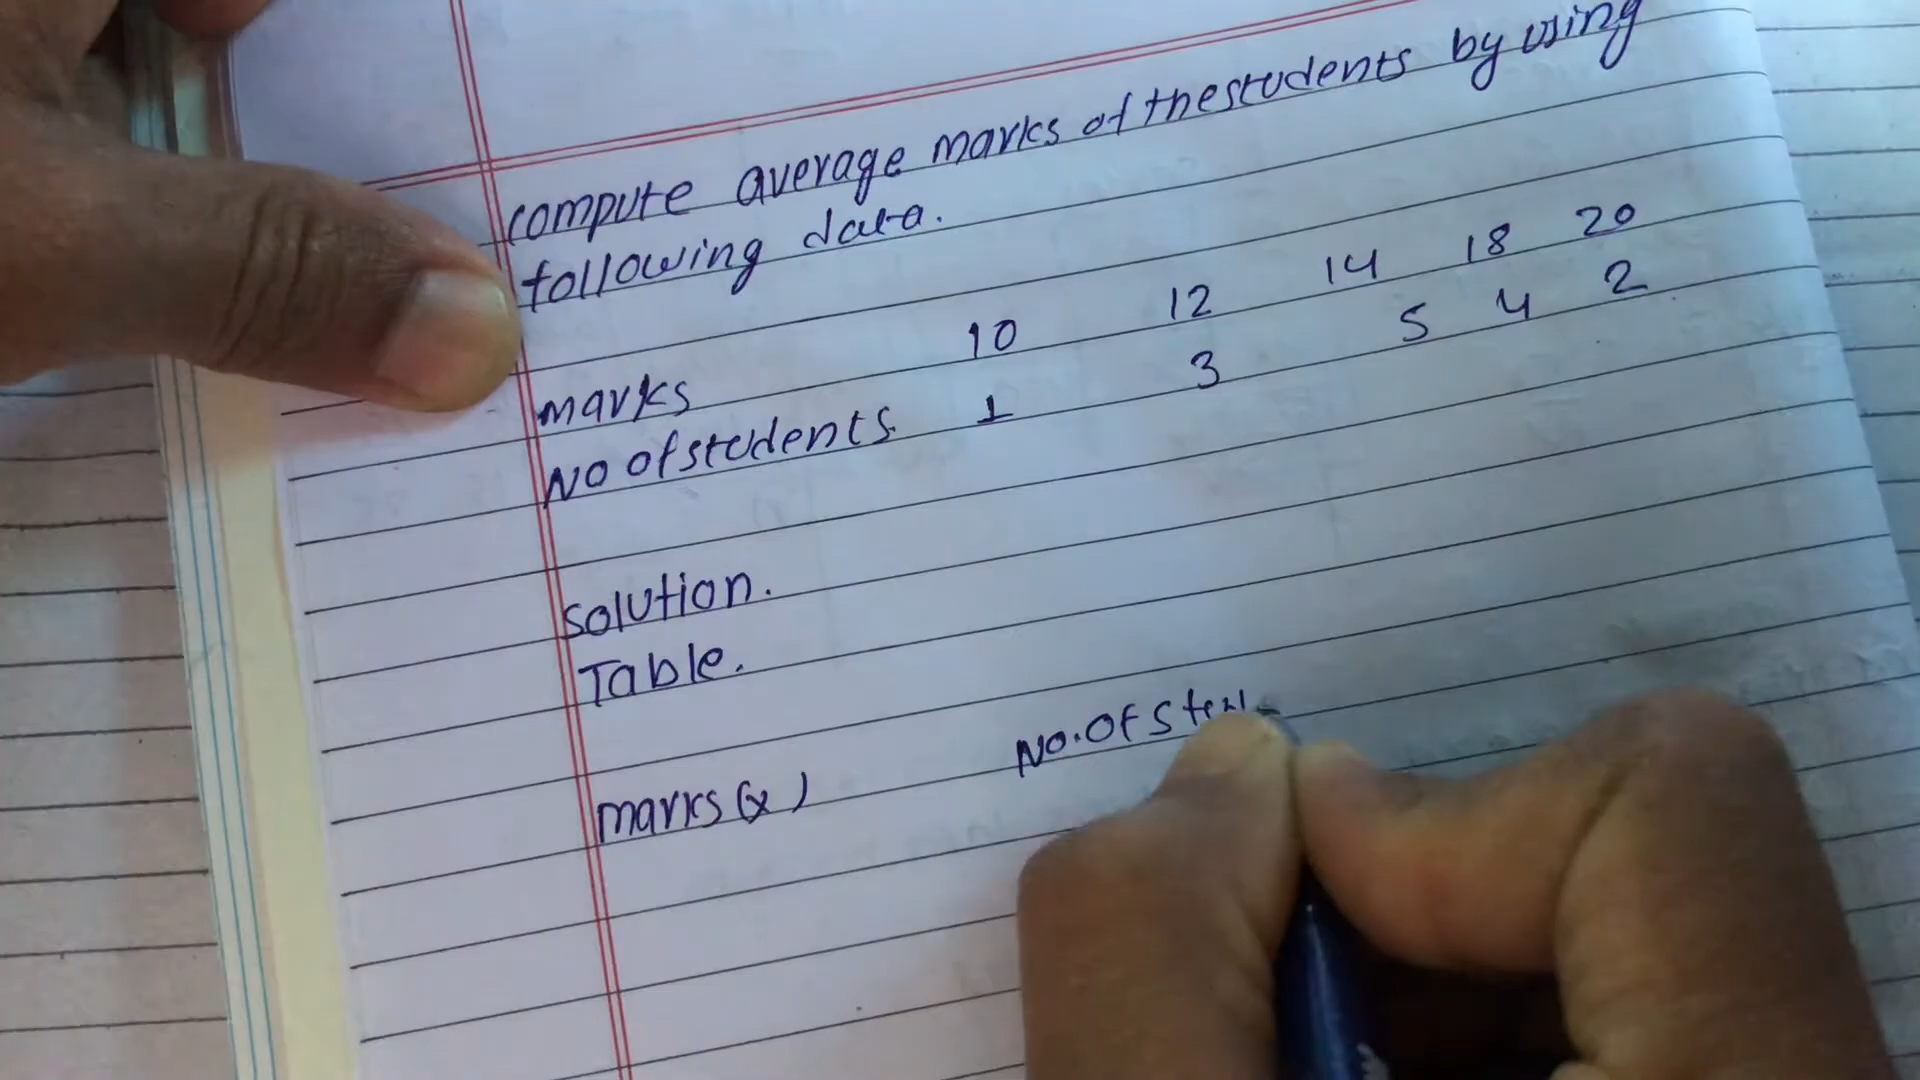 compute average marks of the students by using
following data.
marks 10 12 14 18 20
No of students. 1 3 5 4 2
solution.
Table.
marks (x) No. Of